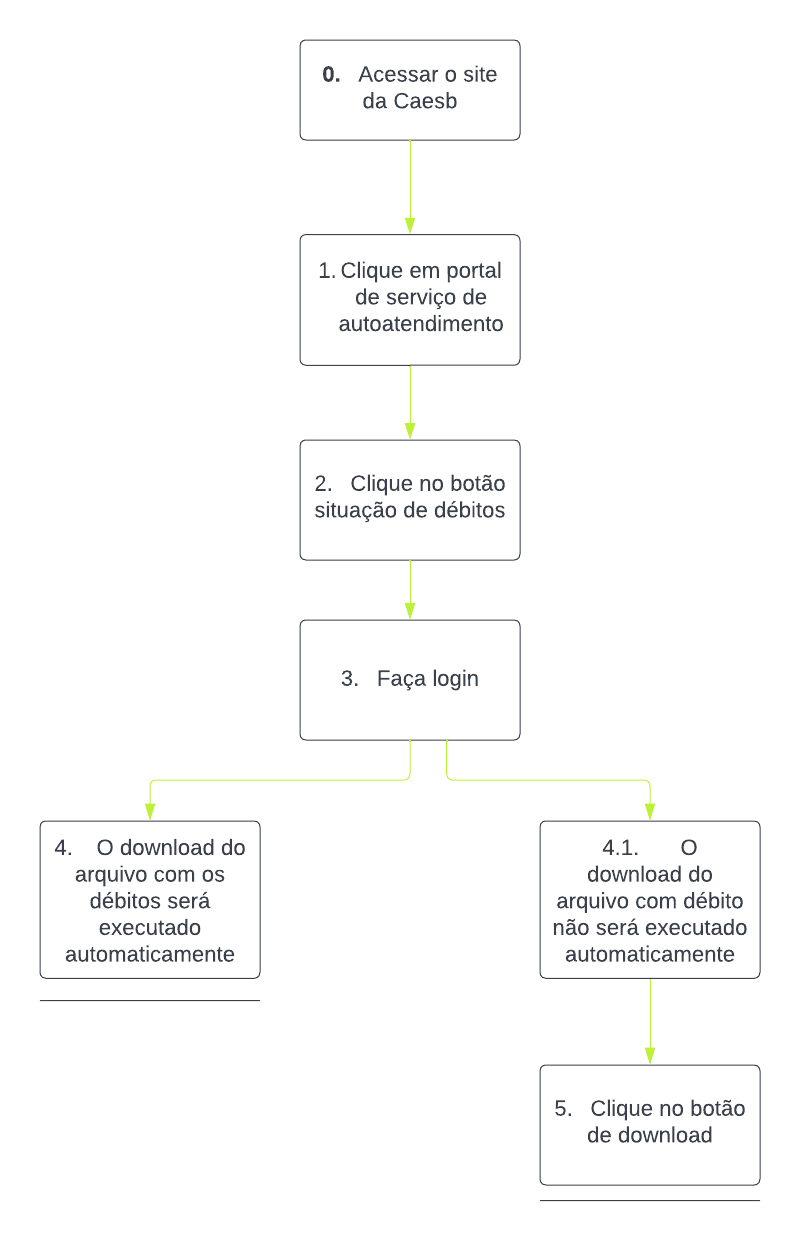 0. Acessar o site
da Caesb
1. Clique em portal
de serviço de
autoatendimento
2. Clique no botão
situação de débitos
3. Faça login
4. O download do
arquivo com os
débitos será
executado
automaticamente
4.1. O
download do
arquivo com débito
não será executado
automaticamente
5. Clique no botão
de download